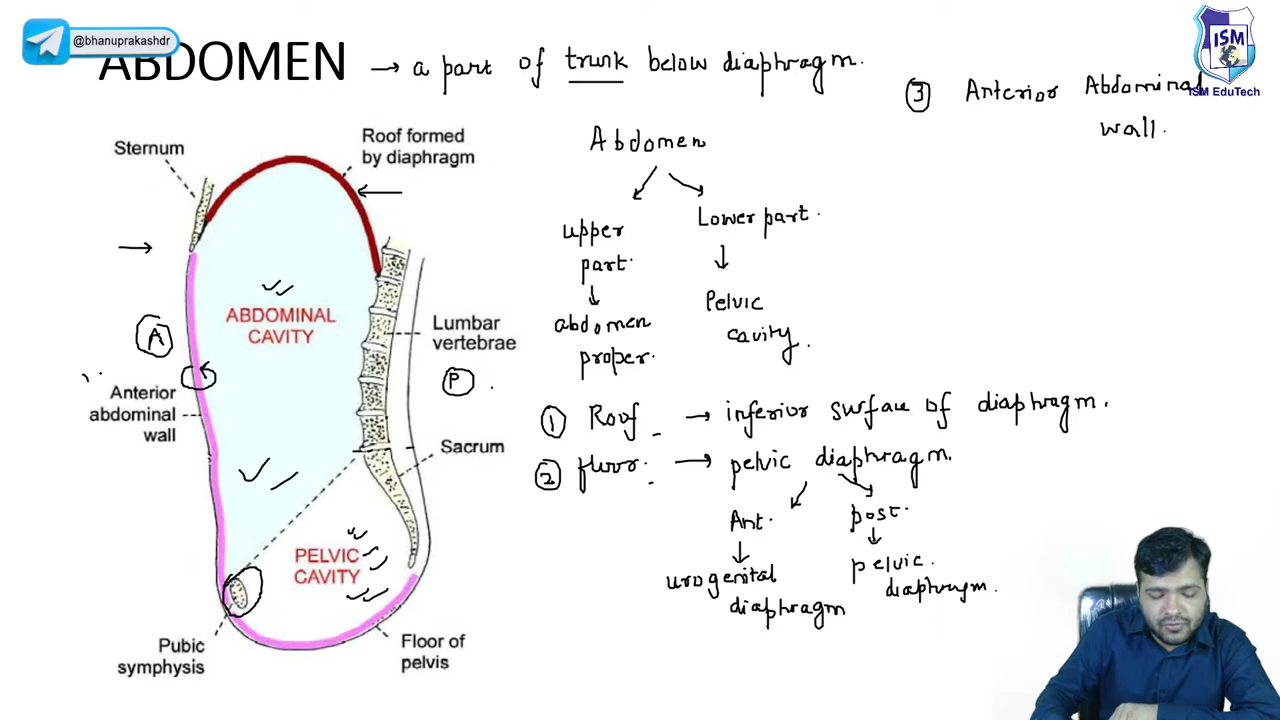 @bhanuprakashdr
ABDOMEN → a part of trunk below diaphragm.
ISM
ISM EduTech
③ Anterior Abdominal
wall.
Sternum
Roof formed
by diaphragm
ABDOMINAL
CAVITY
A
Lumbar
vertebrae
P
Anterior
abdominal
wall
Sacrum
PELVIC
CAVITY
Pubic
symphysis
Floor of
pelvis
Abdomen
upper
part.
↓
abdomen
proper.
Lower part.
↓
Pelvic
cavity.
① Roof → inferior surface of diaphragm.
② floor: → pelvic diaphragm.
Ant.
↓
urogenital
diaphragm
post.
↓
pelvic.
diaphragm.